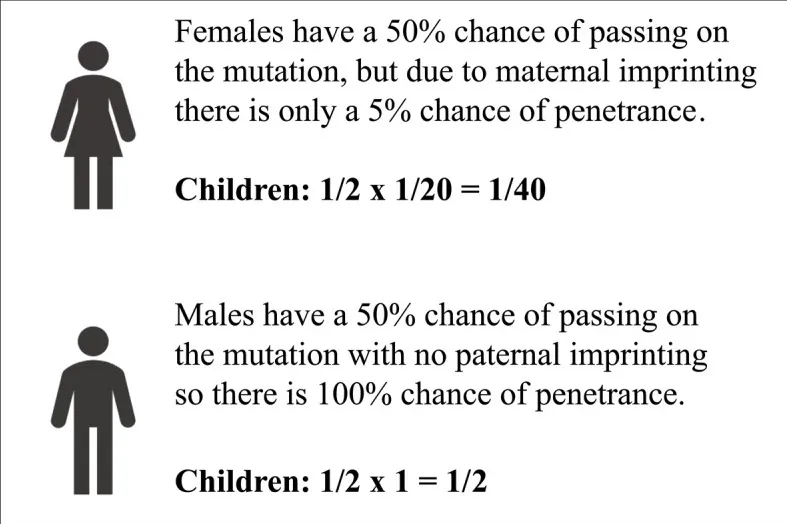 Females have a 50% chance of passing on
the mutation, but due to maternal imprinting
there is only a 5% chance of penetrance.
Children: 1/2 x 1/20 = 1/40
Males have a 50% chance of passing on
the mutation with no paternal imprinting
so there is 100% chance of penetrance.
Children: 1/2 x 1 = 1/2